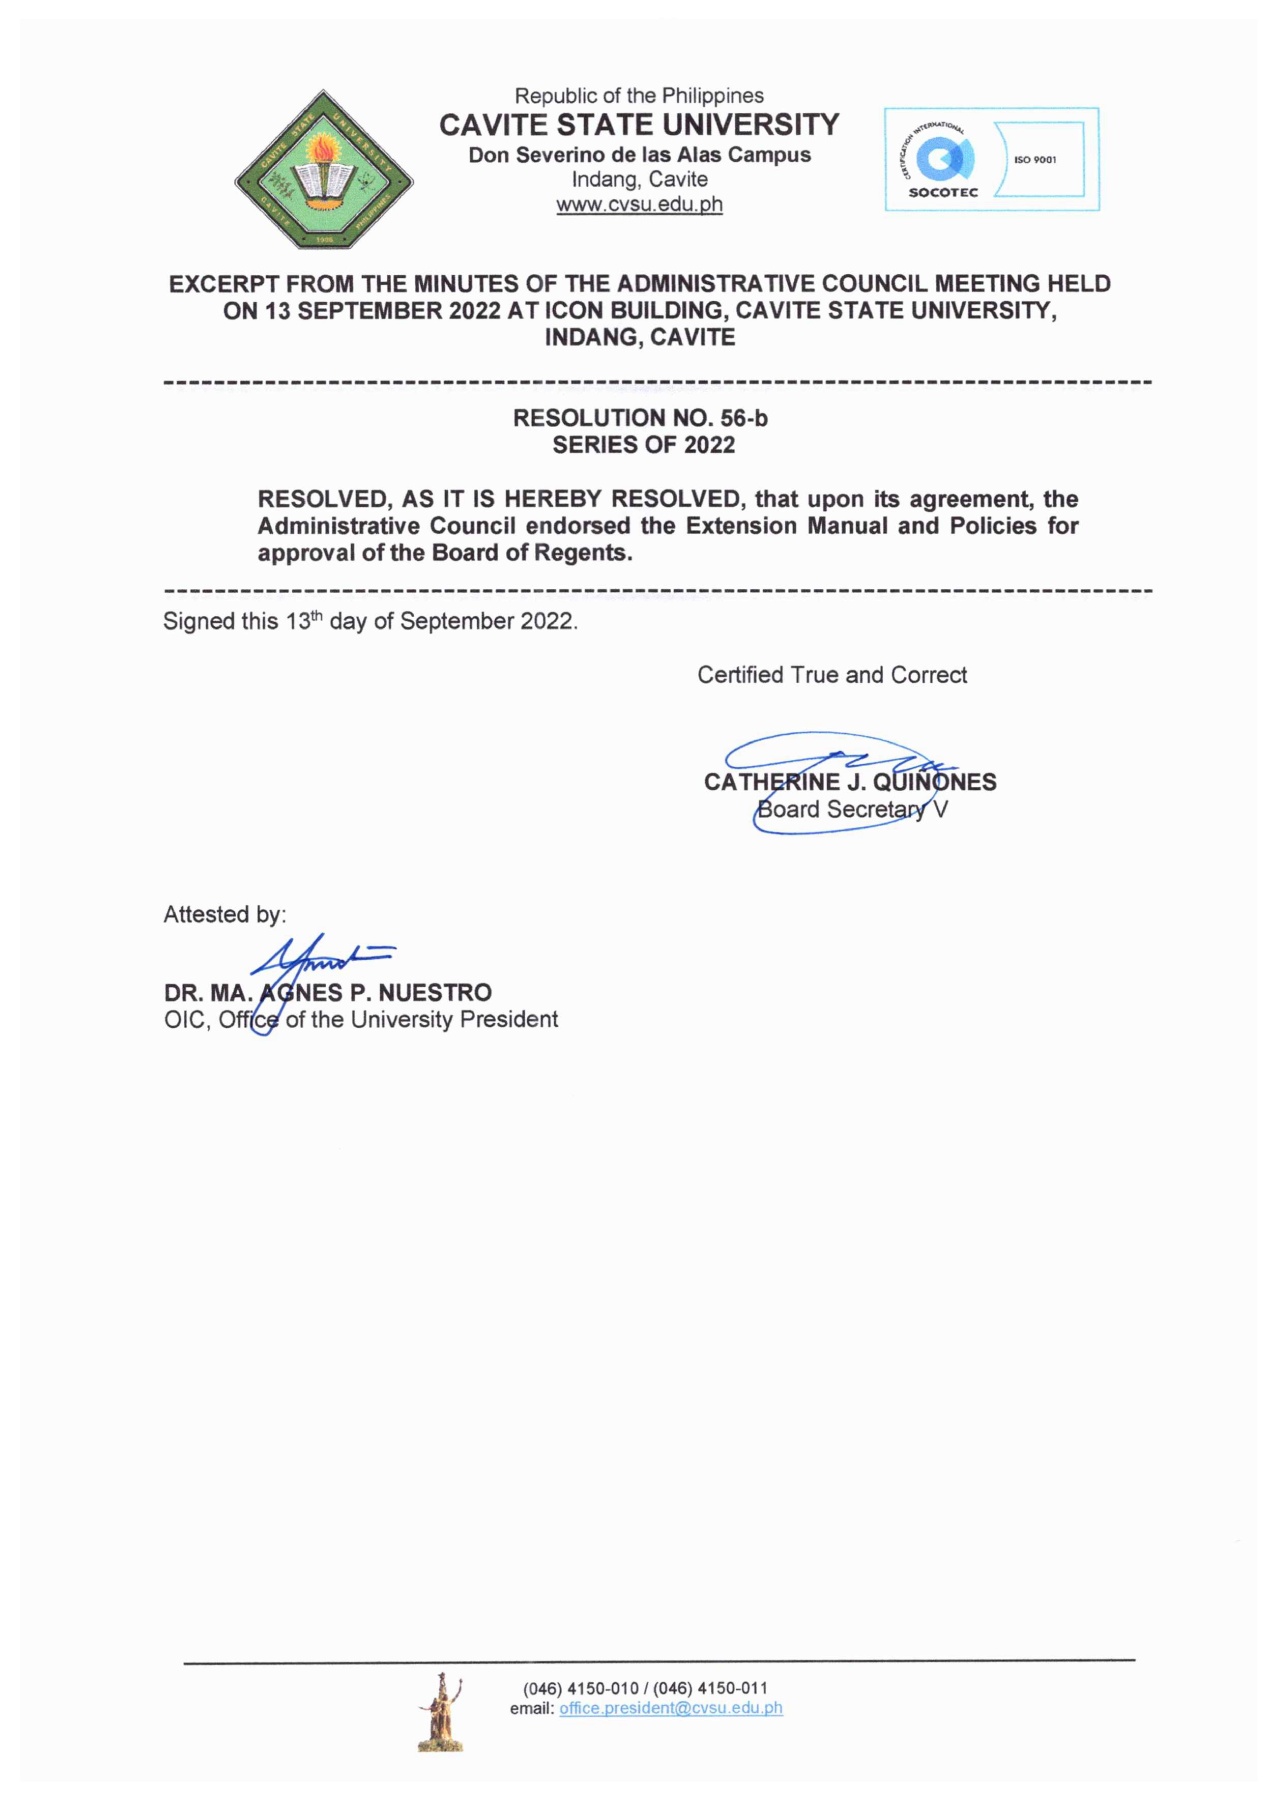 Republic of the Philippines
CAVITE STATE UNIVERSITY
Don Severino de las Alas Campus
Indang, Cavite
www.cvsu.edu.ph
CAVITE STATE UNIVERSITY
CAVITE PHILIPPINES
1906
CERTIFICATION INTERNATIONAL
SOCOTEC
ISO 9001
EXCERPT FROM THE MINUTES OF THE ADMINISTRATIVE COUNCIL MEETING HELD
ON 13 SEPTEMBER 2022 AT ICON BUILDING, CAVITE STATE UNIVERSITY,
INDANG, CAVITE
RESOLUTION NO. 56-b
SERIES OF 2022
RESOLVED, AS IT IS HEREBY RESOLVED, that upon its agreement, the
Administrative Council endorsed the Extension Manual and Policies for
approval of the Board of Regents.
Signed this 13th day of September 2022.
Certified True and Correct
CATHERINE J. QUIÑONES
Board Secretary V
Attested by:
DR. MA. AGNES P. NUESTRO
OIC, Office of the University President
(046) 4150-010 / (046) 4150-011
email: office.president@cvsu.edu.ph